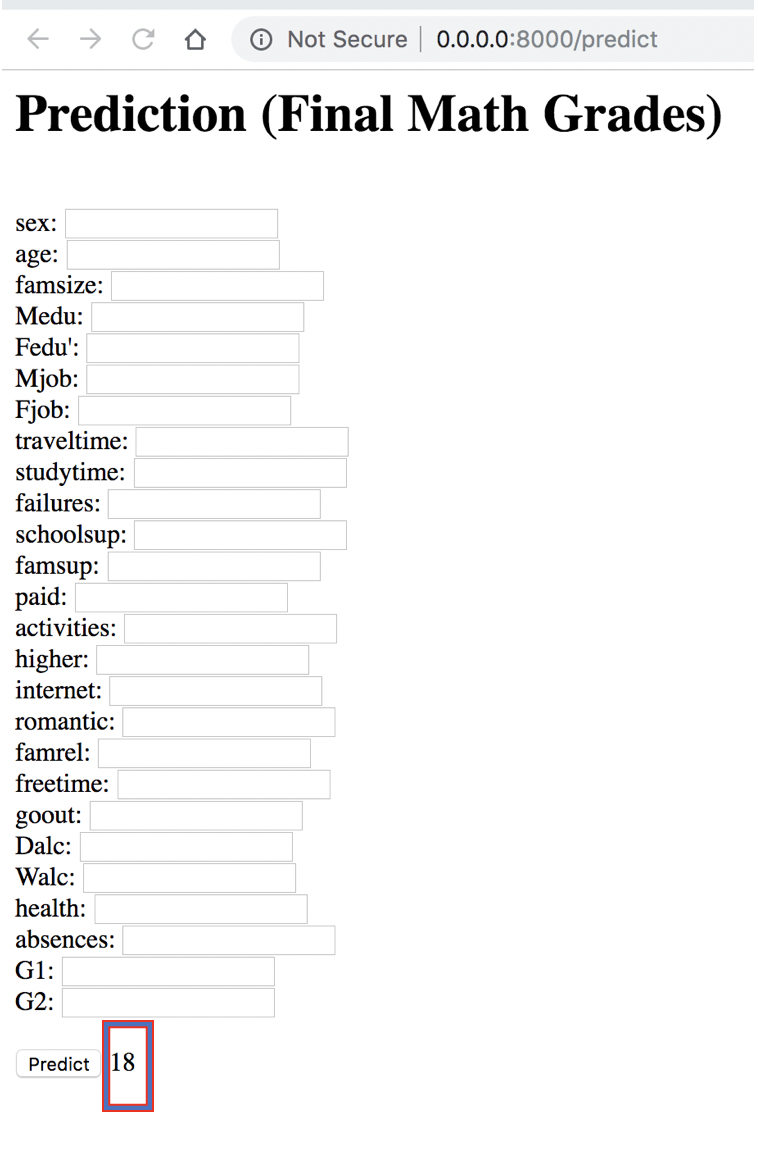 Not Secure | 0.0.0.0:8000/predict
Prediction (Final Math Grades)
sex:
age:
famsize:
Medu:
Fedu':
Mjob:
Fjob:
traveltime:
studytime:
failures:
schoolsup:
famsup:
paid:
activities:
higher:
internet:
romantic:
famrel:
freetime:
goout:
Dalc:
Walc:
health:
absences:
G1:
G2:
Predict 18